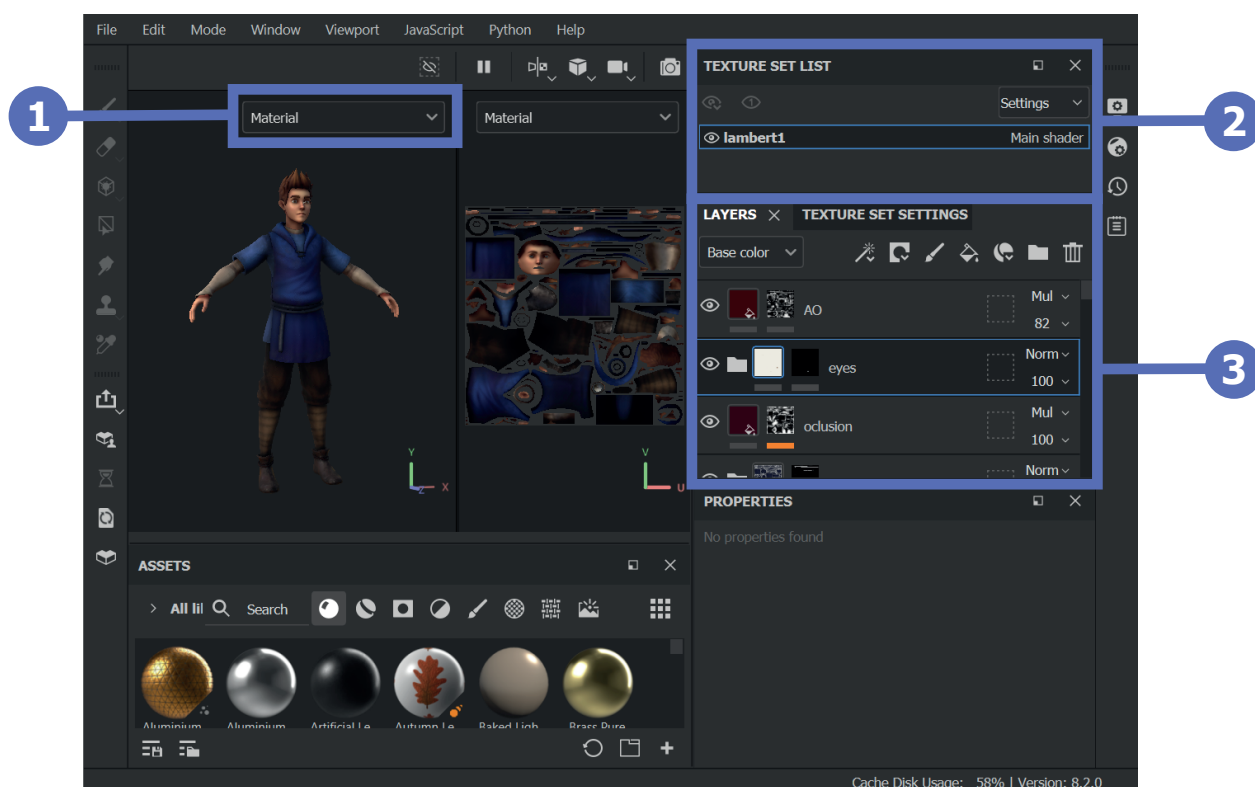 File Edit Mode Window Viewport JavaScript Python Help
TEXTURE SET LIST
1
Material
Material
Settings
2
lambert1 Main shader
LAYERS TEXTURE SET SETTINGS
Base color
AO
Mul
82
eyes
Norm
100
3
oclusion
Mul
100
Norm
Y
Z
X
V
U
PROPERTIES
No properties found
ASSETS
All lil Search
Aluminium Aluminium Artificial Le Autumn Le Baked Ligh Brass Pure
Cache Disk Usage: 58% | Version: 8.2.0